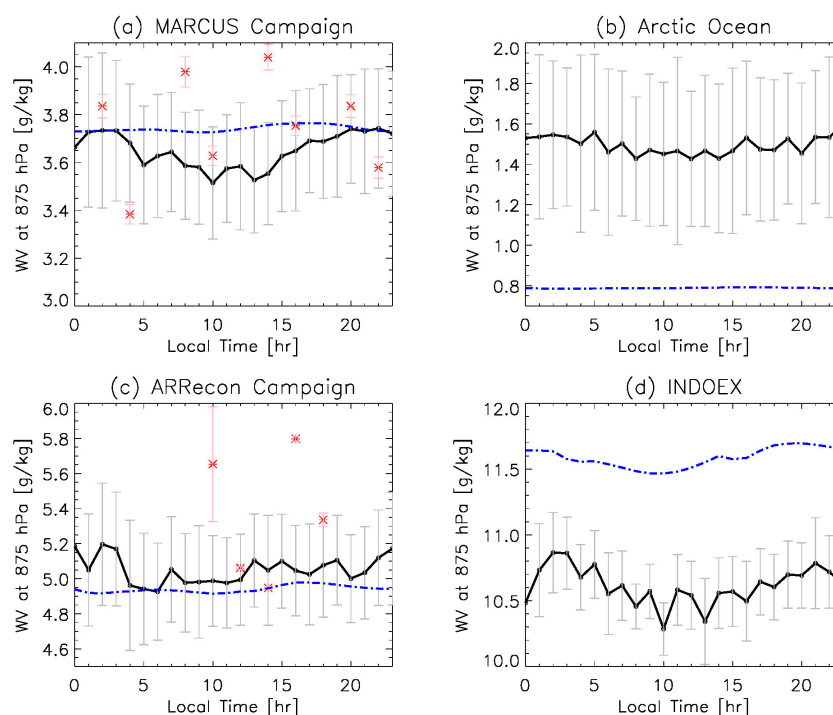 (a) MARCUS Campaign
WV at 875 hPa [g/kg]
4.0
3.8
3.6
3.4
3.2
3.0
0 5 10 15 20
Local Time [hr]
(b) Arctic Ocean
WV at 875 hPa [g/kg]
2.0
1.8
1.6
1.4
1.2
1.0
0.8
0 5 10 15 20
Local Time [hr]
(c) ARRecon Campaign
WV at 875 hPa [g/kg]
6.0
5.8
5.6
5.4
5.2
5.0
4.8
4.6
0 5 10 15 20
Local Time [hr]
(d) INDOEX
WV at 875 hPa [g/kg]
12.0
11.5
11.0
10.5
10.0
0 5 10 15 20
Local Time [hr]